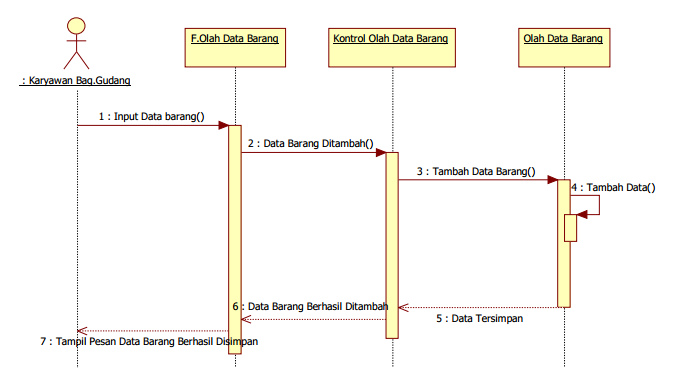 F.Olah Data Barang
Kontrol Olah Data Barang
Olah Data Barang
: Karyawan Bag.Gudang
1 : Input Data barang()
2 : Data Barang Ditambah()
3 : Tambah Data Barang()
4 : Tambah Data()
6 : Data Barang Berhasil Ditambah
5 : Data Tersimpan
7 : Tampil Pesan Data Barang Berhasil Disimpan